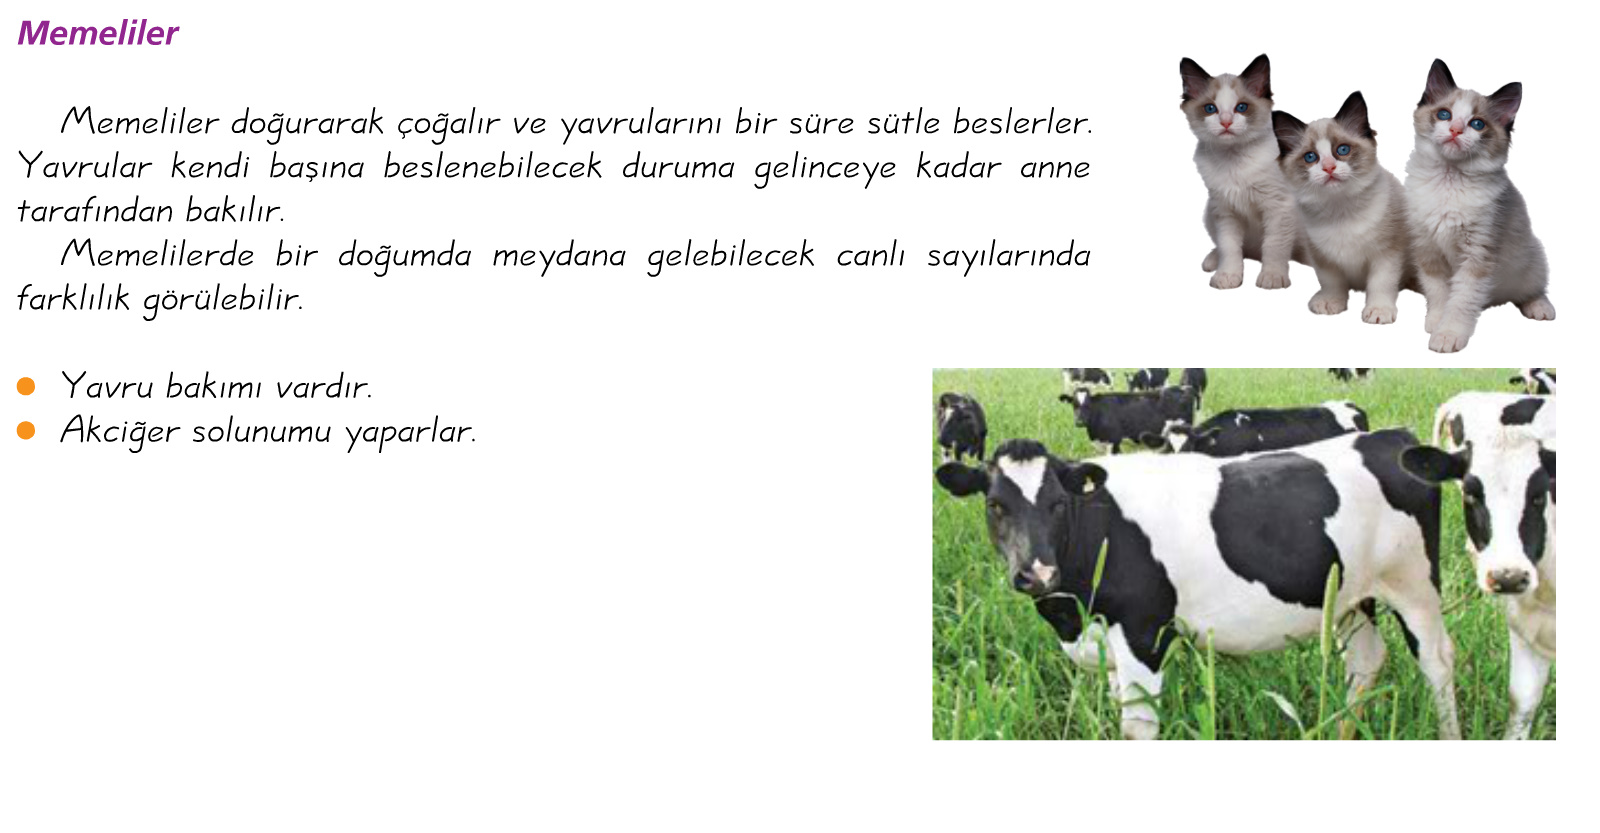 Memeliler
Memeliler doğurarak çoğalır ve yavrularını bir süre sütle beslerler.
Yavrular kendi başına beslenebilecek duruma gelinceye kadar anne
tarafından bakılır.
Memelilerde bir doğumda meydana gelebilecek canlı sayılarında
farklılık görülebilir.
● Yavru bakımı vardır.
● Akciğer solunumu yaparlar.